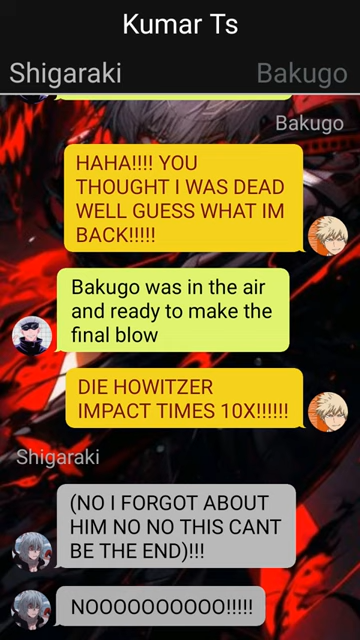 Kumar Ts
Shigaraki
Bakugo
Bakugo
HAHA!!!! YOU
THOUGHT I WAS DEAD
WELL GUESS WHAT IM
BACK!!!!!
Bakugo was in the air
and ready to make the
final blow
DIE HOWITZER
IMPACT TIMES 10X!!!!!!
Shigaraki
(NO I FORGOT ABOUT
HIM NO NO THIS CANT
BE THE END)!!!
NOOOOOOOOOO!!!!!